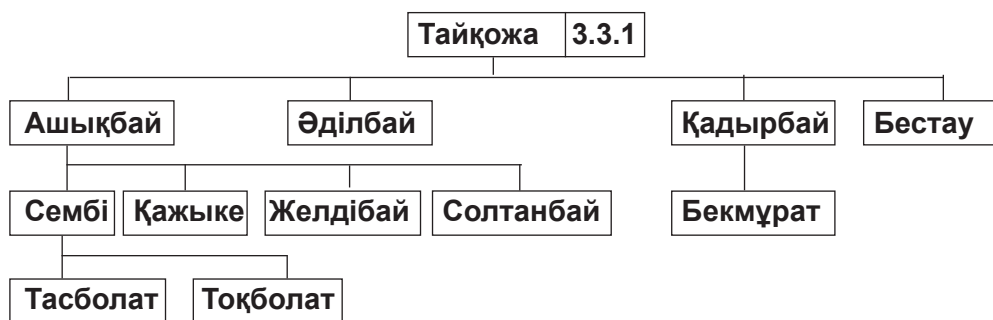 Тайқожа 3.3.1
Ашықбай Әділбай Қадырбай Бестау
Сембі Қажыке Желдібай Солтанбай Бекмұрат
Тасболат Тоқболат